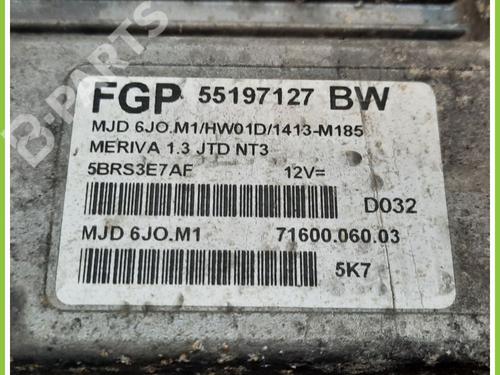 B-PARTS
FGP 55197127 BW
MJD 6JO.M1/HW01D/1413-M185
MERIVA 1.3 JTD NT3
5BRS3E7AF 12V=
D032
MJD 6JO.M1 71600.060.03
5K7